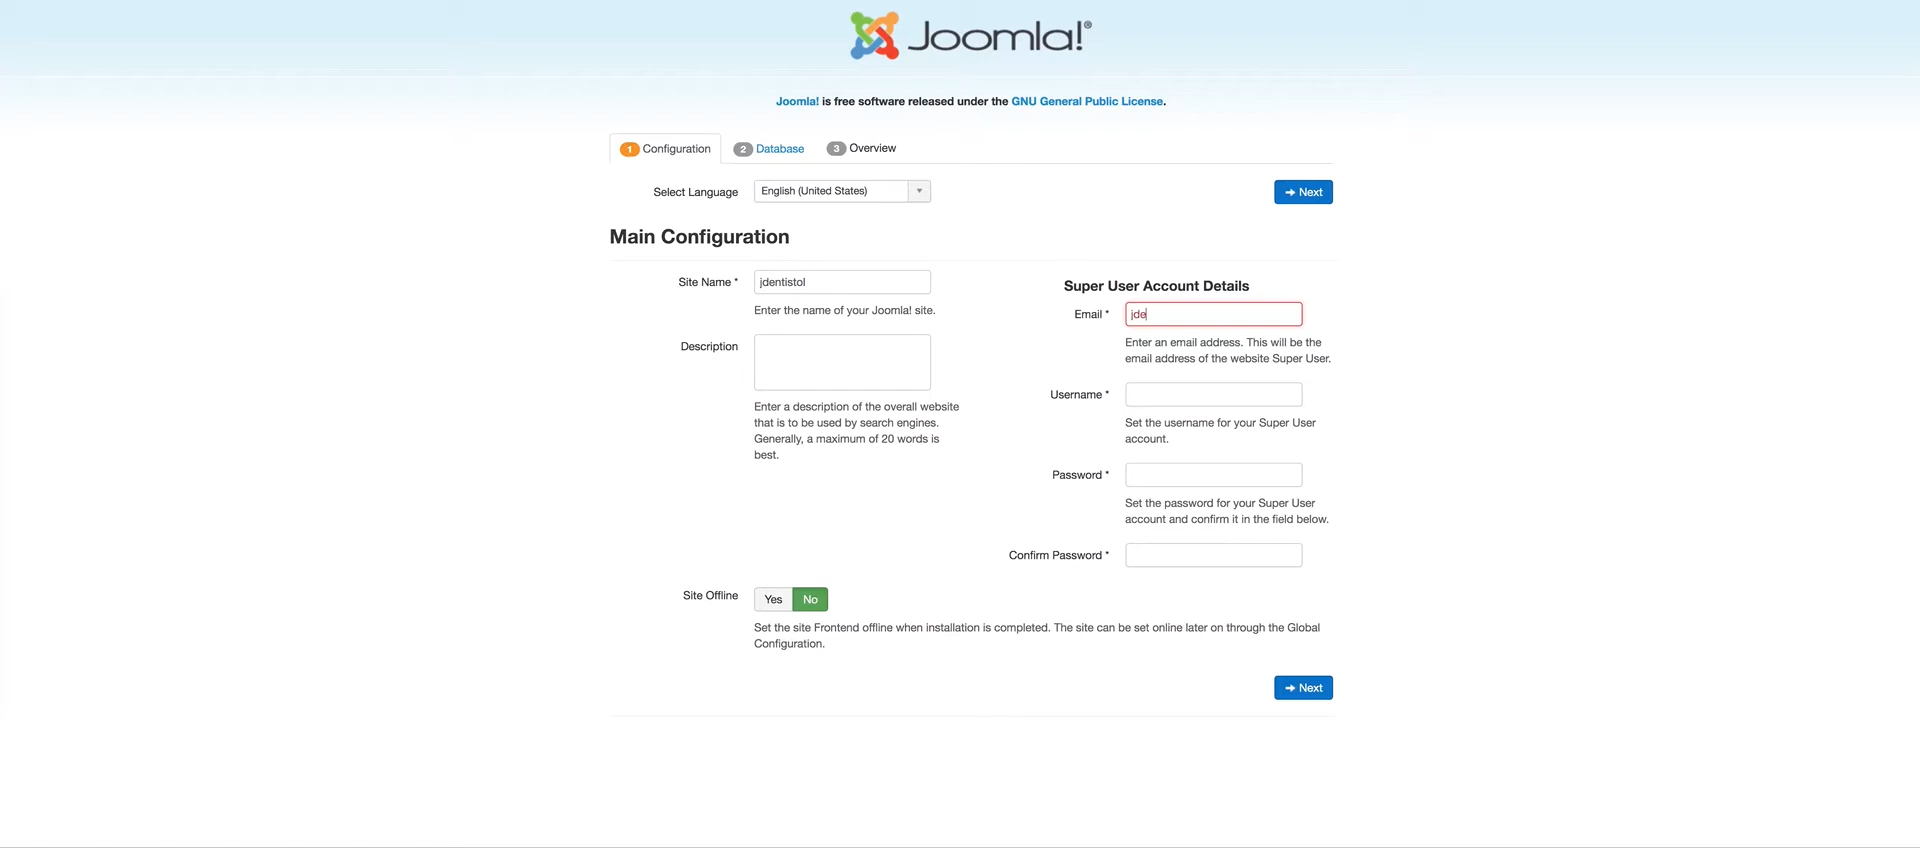 Joomla!®
Joomla! is free software released under the GNU General Public License.
1 Configuration
2 Database
3 Overview
Select Language
English (United States)
Next
Main Configuration
Site Name *
jdentistol
Enter the name of your Joomla! site.
Description
Enter a description of the overall website
that is to be used by search engines.
Generally, a maximum of 20 words is
best.
Super User Account Details
Email *
jde
Enter an email address. This will be the
email address of the website Super User.
Username *
Set the username for your Super User
account.
Password *
Set the password for your Super User
account and confirm it in the field below.
Confirm Password *
Site Offline
Yes
No
Set the site Frontend offline when installation is completed. The site can be set online later on through the Global
Configuration.
Next